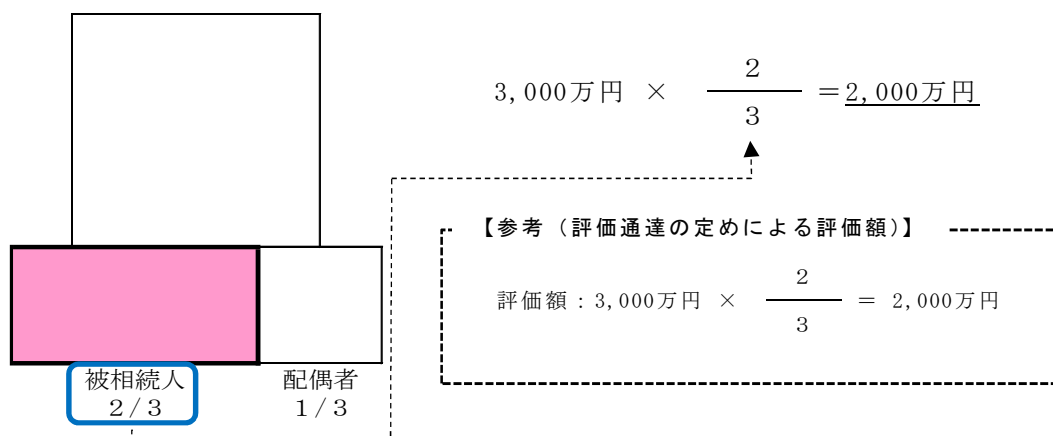 3,000万円 × 2/3 ＝2,000万円
【参考（評価通達の定めによる評価額）】
評価額：3,000万円 × 2/3 ＝ 2,000万円
被相続人 配偶者
２/３ １/３